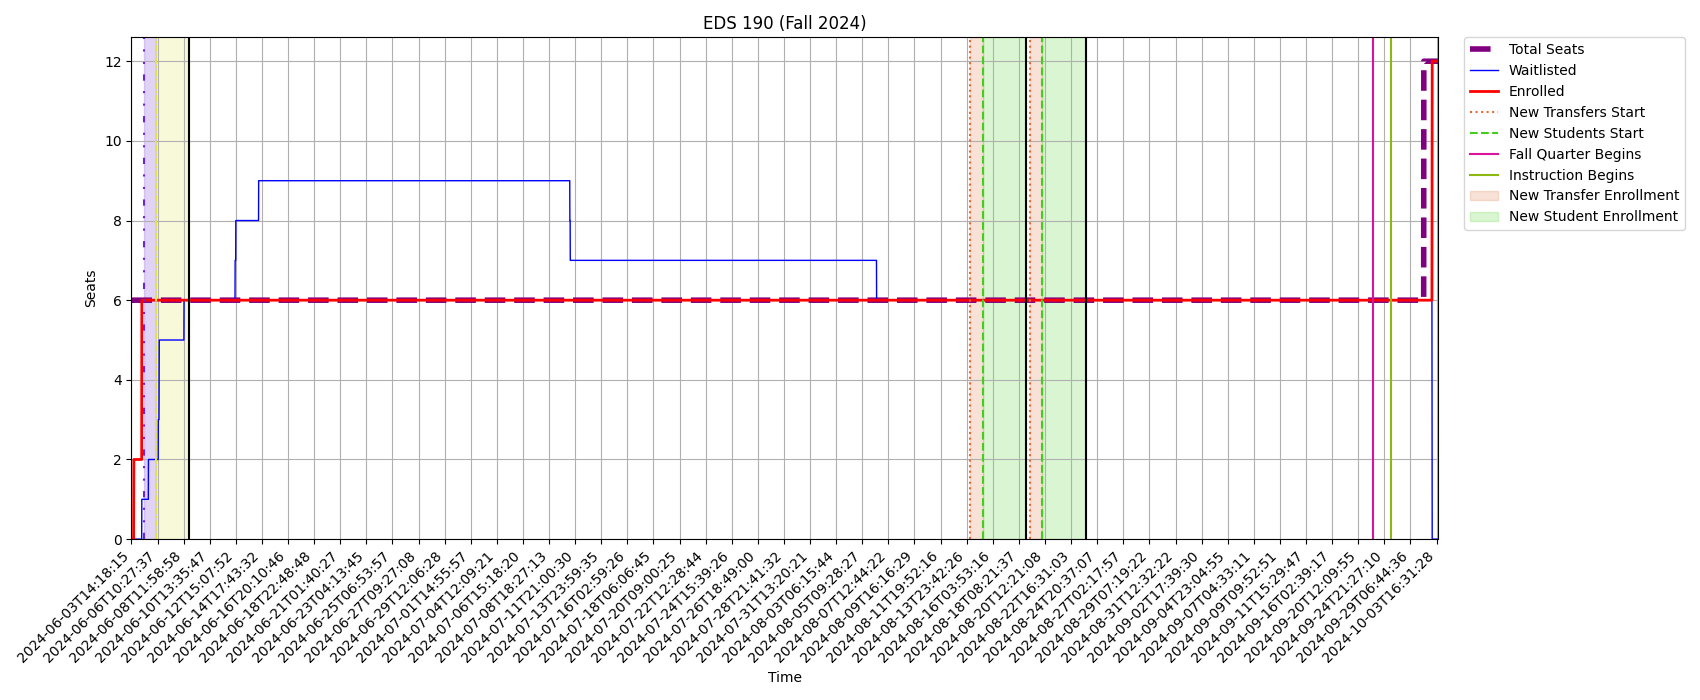 EDS 190 (Fall 2024)
12
10
8
6
4
2
0
Seats
2024-06-03T14:18:15
2024-06-06T10:27:37
2024-06-08T11:58:58
2024-06-10T13:35:47
2024-06-12T15:07:52
2024-06-14T17:43:32
2024-06-16T20:10:46
2024-06-18T22:48:48
2024-06-21T01:40:27
2024-06-23T04:13:45
2024-06-25T06:53:57
2024-06-27T09:27:08
2024-06-29T12:06:28
2024-07-01T14:55:57
2024-07-04T12:09:21
2024-07-06T15:18:20
2024-07-08T18:27:13
2024-07-11T21:00:30
2024-07-13T23:59:35
2024-07-16T02:59:26
2024-07-18T06:06:45
2024-07-20T09:00:25
2024-07-22T12:28:44
2024-07-24T15:39:26
2024-07-26T18:49:00
2024-07-28T21:41:32
2024-07-31T03:20:21
2024-08-03T06:15:44
2024-08-05T09:28:27
2024-08-07T12:44:22
2024-08-09T16:16:29
2024-08-11T19:52:16
2024-08-13T23:42:26
2024-08-16T03:53:16
2024-08-18T08:21:37
2024-08-20T12:21:08
2024-08-22T16:31:03
2024-08-24T20:37:07
2024-08-27T02:17:57
2024-08-29T07:19:22
2024-08-31T12:32:22
2024-09-02T17:39:30
2024-09-04T23:04:55
2024-09-07T04:33:11
2024-09-09T09:52:51
2024-09-11T15:29:47
2024-09-16T02:39:17
2024-09-20T12:09:55
2024-09-24T21:27:10
2024-09-29T06:44:36
2024-10-03T16:31:28
Time
Total Seats
Waitlisted
Enrolled
New Transfers Start
New Students Start
Fall Quarter Begins
Instruction Begins
New Transfer Enrollment
New Student Enrollment